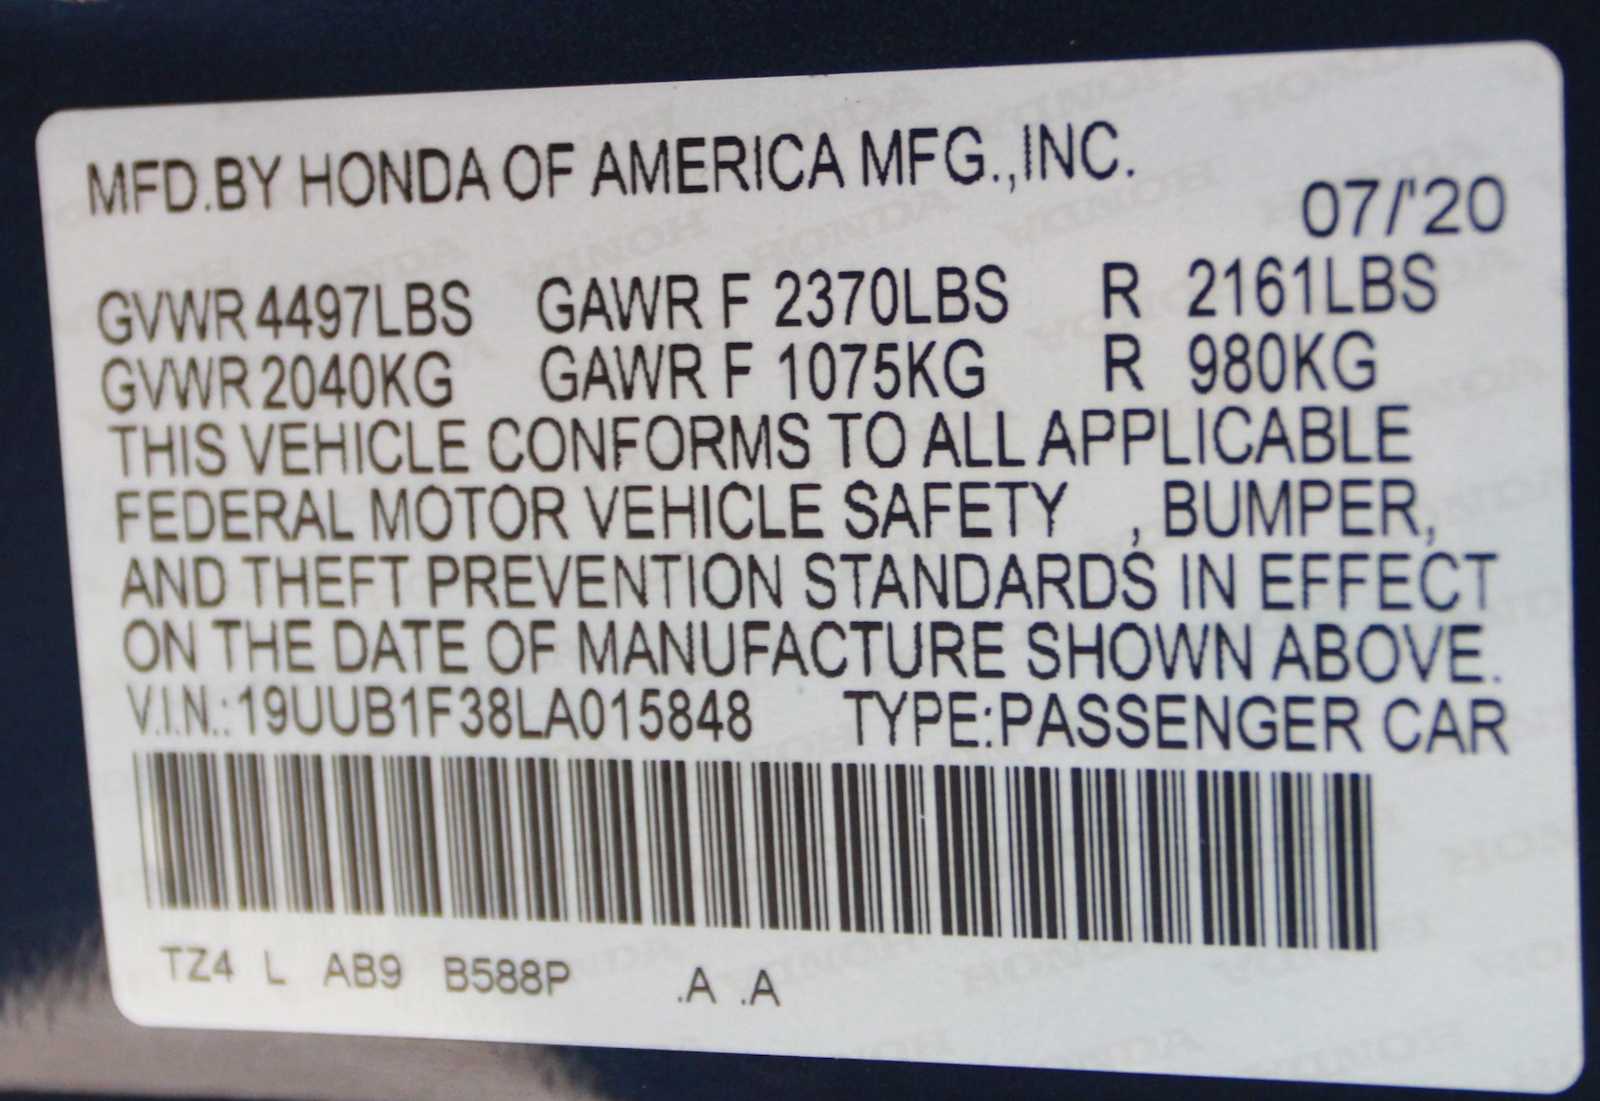 MFD.BY HONDA OF AMERICA MFG.,INC.
07/'20
GVWR 4497LBS GAWR F 2370LBS R 2161LBS
GVWR 2040KG GAWR F 1075KG R 980KG
THIS VEHICLE CONFORMS TO ALL APPLICABLE
FEDERAL MOTOR VEHICLE SAFETY , BUMPER,
AND THEFT PREVENTION STANDARDS IN EFFECT
ON THE DATE OF MANUFACTURE SHOWN ABOVE.
V.I.N.:19UUB1F38LA015848 TYPE:PASSENGER CAR
TZ4 L AB9 B588P .A .A